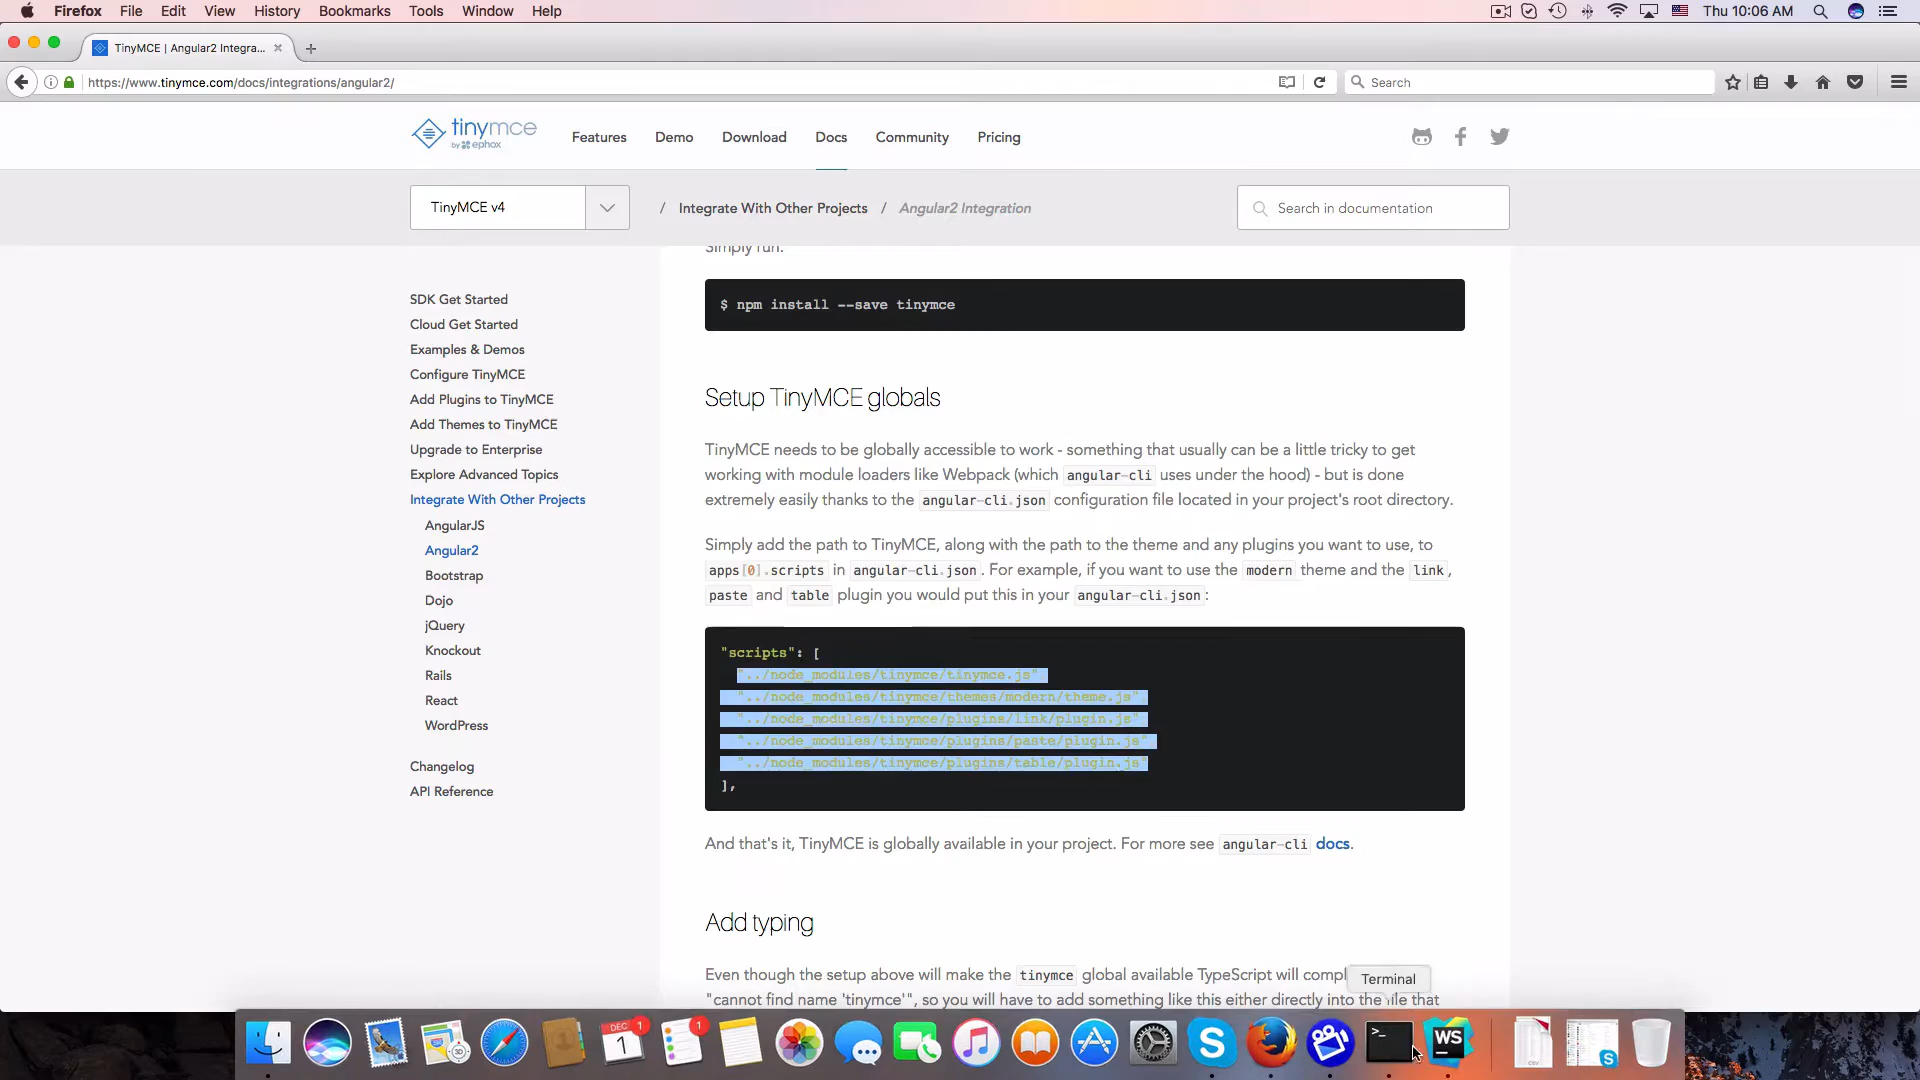 Firefox File Edit View History Bookmarks Tools Window Help Thu 10:06 AM
TinyMCE | Angular2 Integra...
https://www.tinymce.com/docs/integrations/angular2/
Search
tinymce
by ephox
Features Demo Download Docs Community Pricing
TinyMCE v4
/ Integrate With Other Projects / Angular2 Integration
Search in documentation
Simply run:
$ npm install --save tinymce
SDK Get Started
Cloud Get Started
Examples & Demos
Configure TinyMCE
Add Plugins to TinyMCE
Add Themes to TinyMCE
Upgrade to Enterprise
Explore Advanced Topics
Integrate With Other Projects
AngularJS
Angular2
Bootstrap
Dojo
jQuery
Knockout
Rails
React
WordPress
Changelog
API Reference
Setup TinyMCE globals
TinyMCE needs to be globally accessible to work - something that usually can be a little tricky to get
working with module loaders like Webpack (which angular-cli uses under the hood) - but is done
extremely easily thanks to the angular-cli.json configuration file located in your project's root directory.
Simply add the path to TinyMCE, along with the path to the theme and any plugins you want to use, to
apps[0].scripts in angular-cli.json. For example, if you want to use the modern theme and the link,
paste and table plugin you would put this in your angular-cli.json:
"scripts": [
"../node_modules/tinymce/tinymce.js"
"../node_modules/tinymce/themes/modern/theme.js"
"../node_modules/tinymce/plugins/link/plugin.js"
"../node_modules/tinymce/plugins/paste/plugin.js"
"../node_modules/tinymce/plugins/table/plugin.js"
],
And that's it, TinyMCE is globally available in your project. For more see angular-cli docs.
Add typing
Even though the setup above will make the tinymce global available TypeScript will compl
"cannot find name 'tinymce'", so you will have to add something like this either directly into the file that
Terminal
DEC
1
1
1
3D
>_
WS
CSV
S